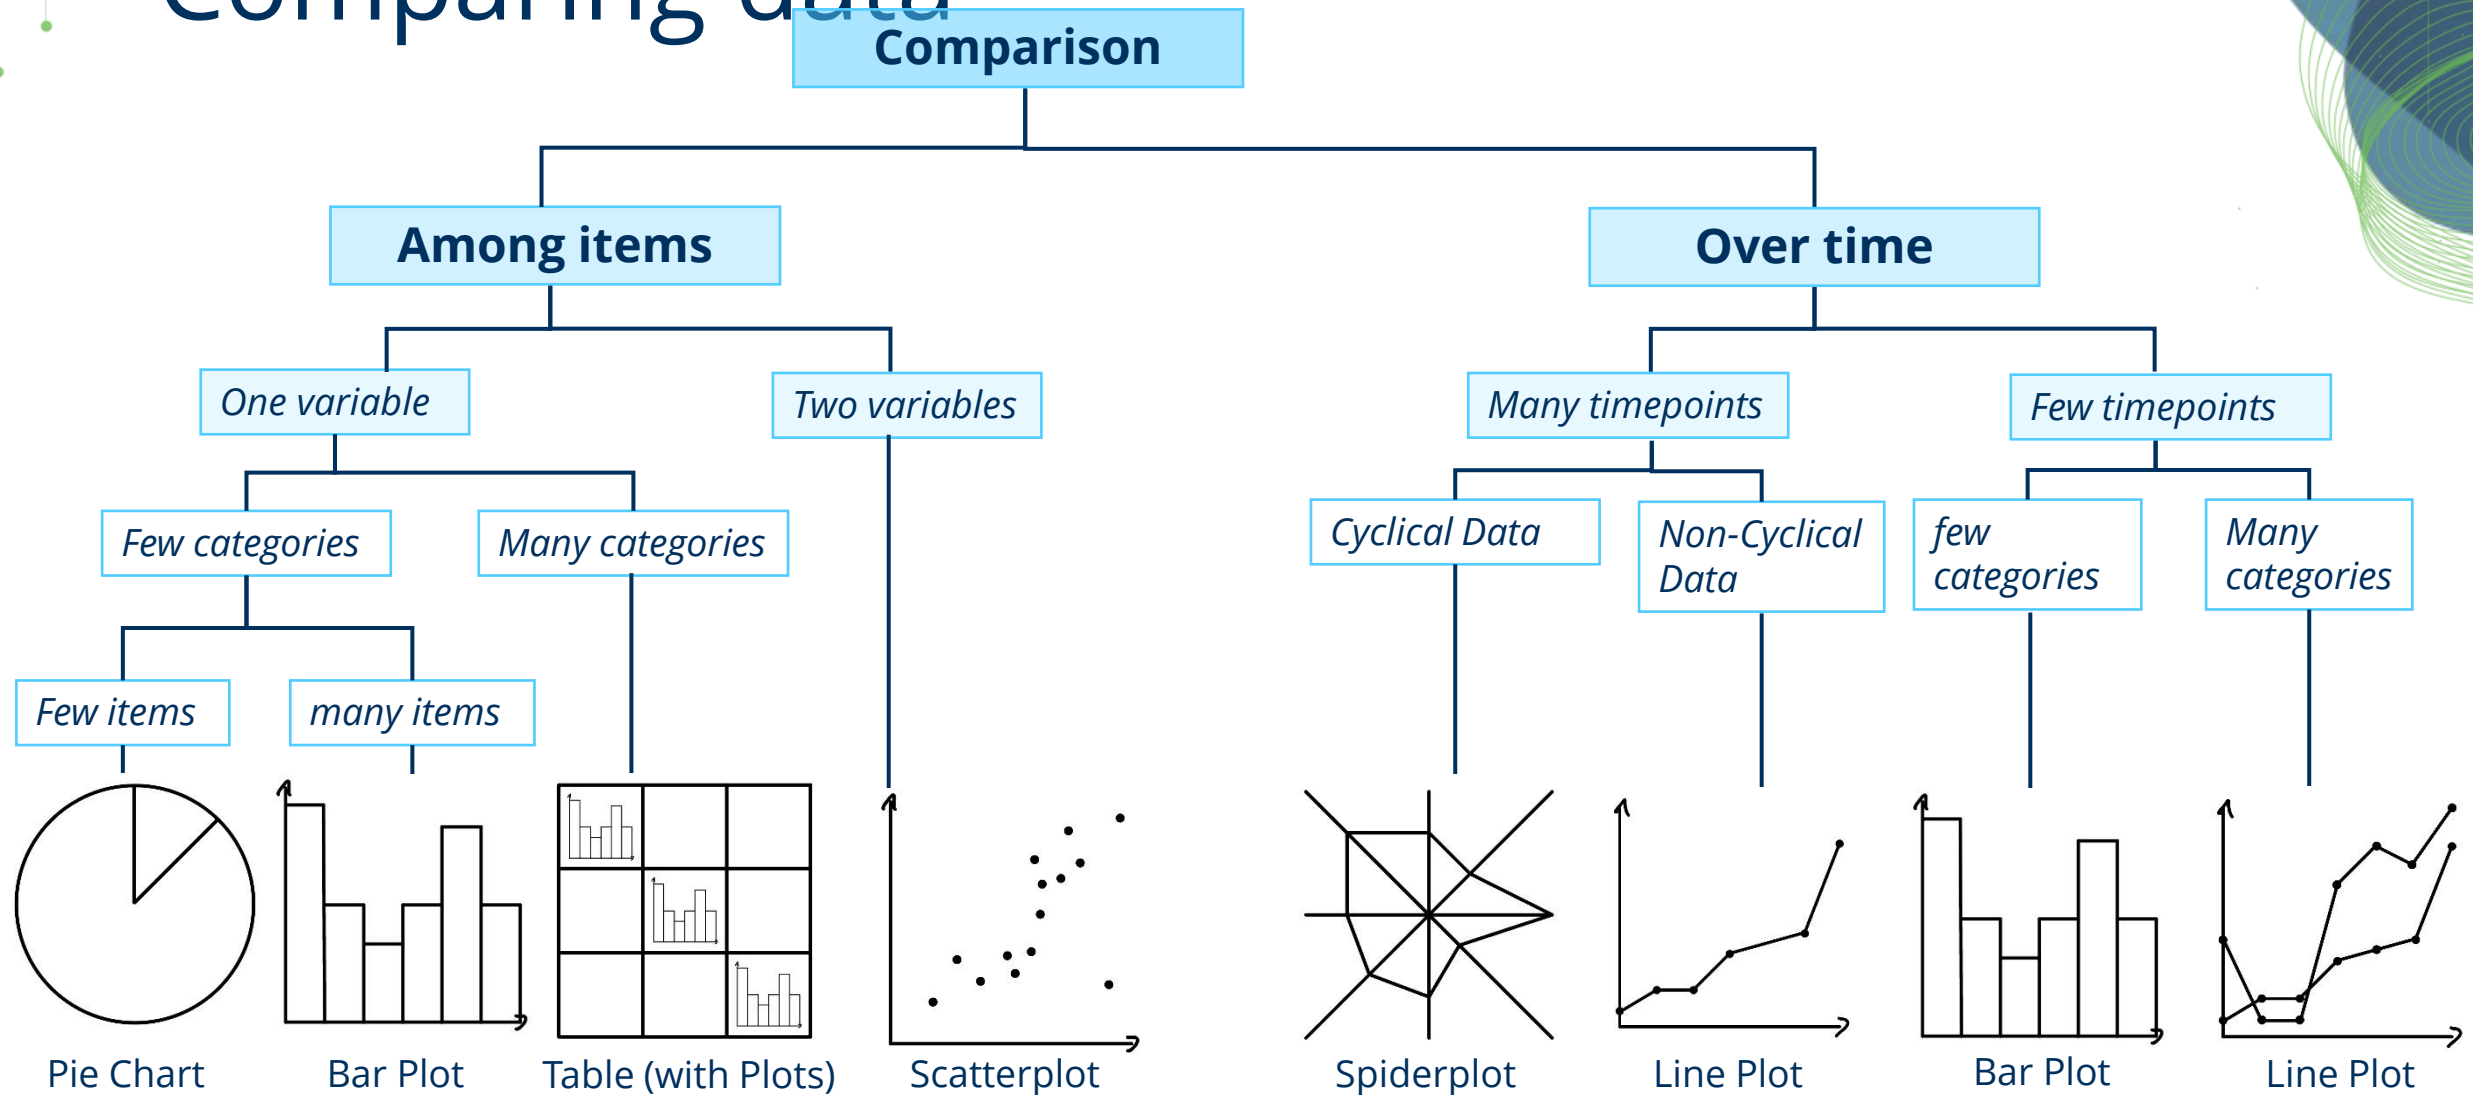 Comparing data
Comparison
Among items
Over time
One variable
Two variables
Many timepoints
Few timepoints
Few categories
Many categories
Cyclical Data
Non-Cyclical
Data
few
categories
Many
categories
Few items
many items
Pie Chart
Bar Plot
Table (with Plots)
Scatterplot
Spiderplot
Line Plot
Bar Plot
Line Plot